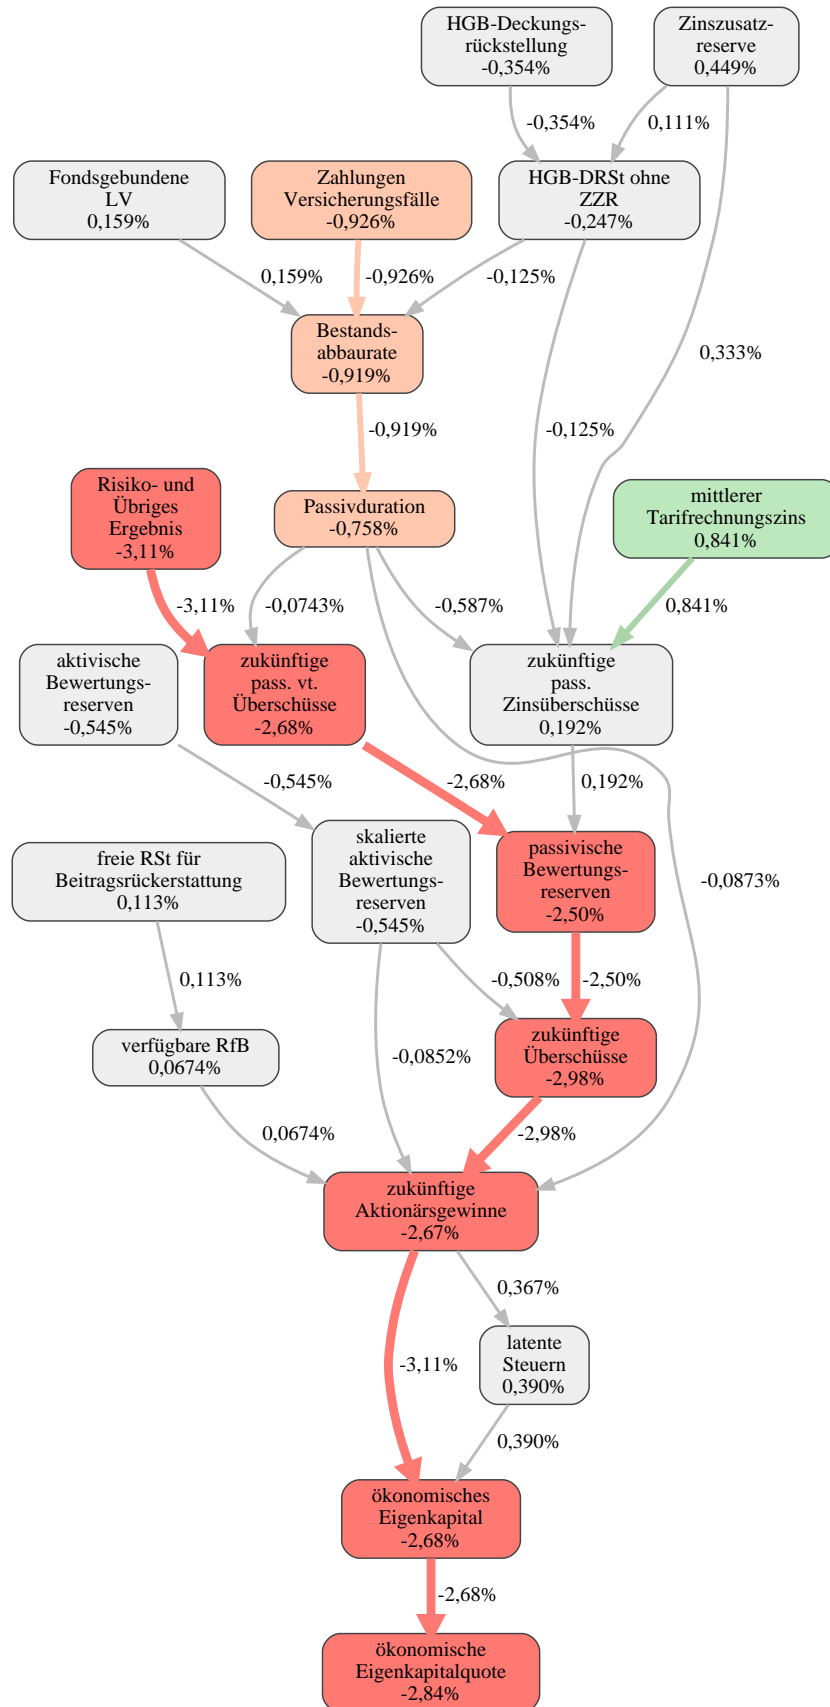 HGB-Deckungs-
rückstellung
-0,354%
Zinszusatz-
reserve
0,449%
-0,354%
0,111%
Fondsgebundene
LV
0,159%
Zahlungen
Versicherungsfälle
-0,926%
HGB-DRSt ohne
ZZR
-0,247%
0,159%
-0,926%
-0,125%
Bestands-
abbaurate
-0,919%
0,333%
-0,919%
-0,125%
Risiko- und
Übriges
Ergebnis
-3,11%
Passivduration
-0,758%
mittlerer
Tarifrechnungszins
0,841%
-3,11%
-0,0743%
-0,587%
0,841%
aktivische
Bewertungs-
reserven
-0,545%
zukünftige
pass. vt.
Überschüsse
-2,68%
zukünftige
pass.
Zinsüberschüsse
0,192%
-0,545%
-2,68%
0,192%
freie RSt für
Beitragsrückerstattung
0,113%
skalierte
aktivische
Bewertungs-
reserven
-0,545%
passivische
Bewertungs-
reserven
-2,50%
-0,0873%
0,113%
-0,508%
-2,50%
verfügbare RfB
0,0674%
-0,0852%
zukünftige
Überschüsse
-2,98%
0,0674%
-2,98%
zukünftige
Aktionärsgewinne
-2,67%
0,367%
-3,11%
latente
Steuern
0,390%
0,390%
ökonomisches
Eigenkapital
-2,68%
-2,68%
ökonomische
Eigenkapitalquote
-2,84%